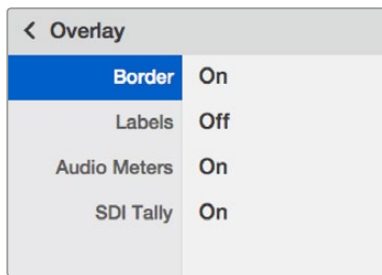 < Overlay
Border On
Labels Off
Audio Meters On
SDI Tally On